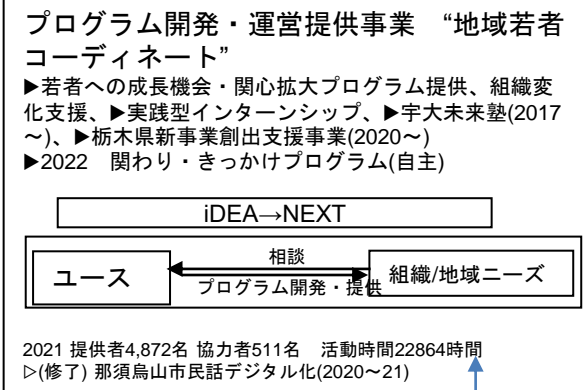 プログラム開発・運営提供事業　“地域若者
コーディネート”
▶若者への成長機会・関心拡大プログラム提供、組織変
化支援、▶実践型インターンシップ、▶宇大未来塾(2017
～)、▶栃木県新事業創出支援事業(2020～)
▶2022　関わり・きっかけプログラム(自主)
iDEA→NEXT
ユース
相談
プログラム開発・提供
組織/地域ニーズ
2021 提供者4,872名 協力者511名　活動時間22864時間
▷(修了) 那須烏山市民話デジタル化(2020～21)